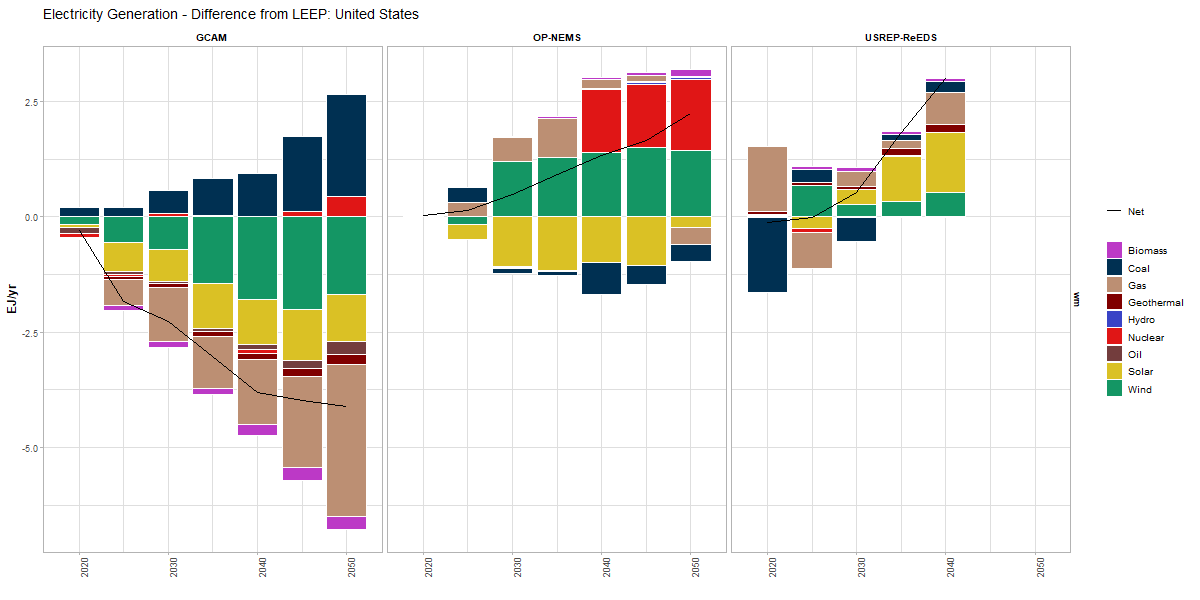 Electricity Generation - Difference from LEEP: United States
GCAM
OP-NEMS
USREP-ReEDS
EJ/yr
2.5
0.0
-2.5
-5.0
2020
2030
2040
2050
2020
2030
2040
2050
2020
2030
2040
2050
wm
Net
Biomass
Coal
Gas
Geothermal
Hydro
Nuclear
Oil
Solar
Wind